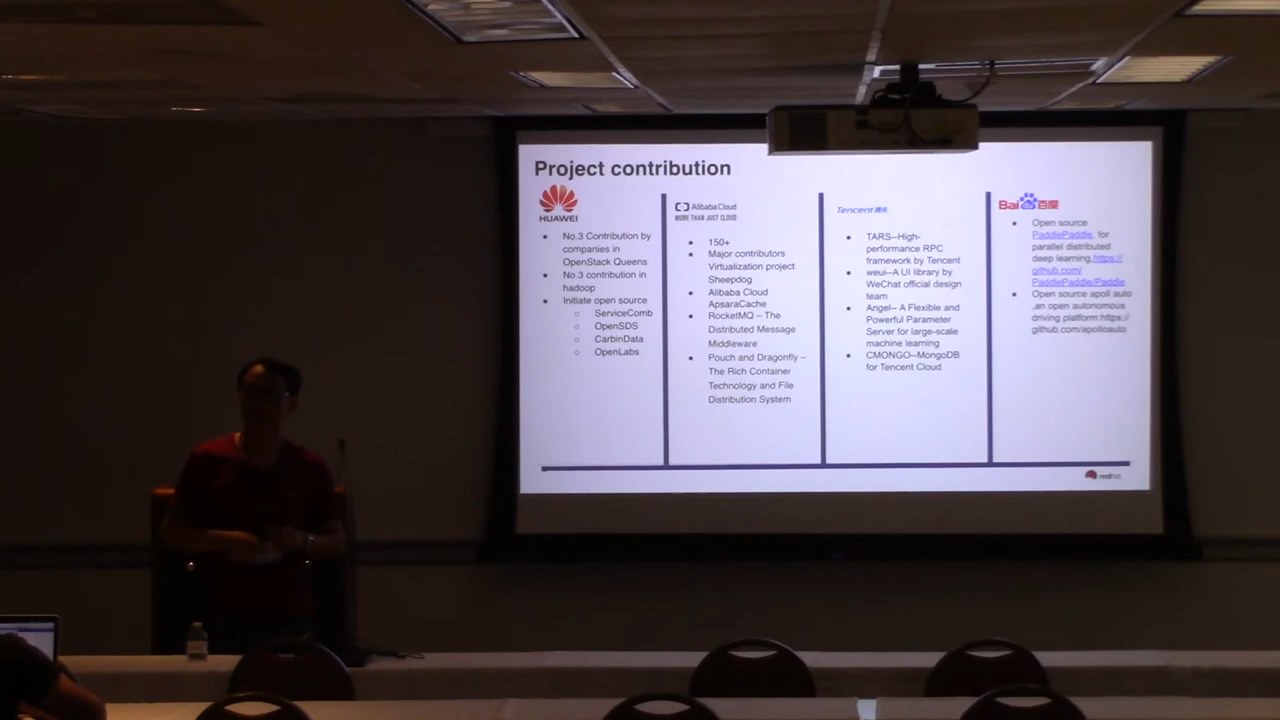 Project contribution
HUAWEI
No.3 Contribution by
companies in
OpenStack Queens
No.3 contribution in
hadoop
Initiate open source
ServiceComb
OpenSDS
CarbinData
OpenLabs
Alibaba Cloud
MORE THAN JUST CLOUD
150+
Major contributors
Virtualization project
Sheepdog
Alibaba Cloud
ApsaraCache
RocketMQ – The
Distributed Message
Middleware
Pouch and Dragonfly –
The Rich Container
Technology and File
Distribution System
Tencent 腾讯
TARS—High-
performance RPC
framework by Tencent
weui—A UI library by
WeChat official design
team
Angel— A Flexible and
Powerful Parameter
Server for large-scale
machine learning
CMONGO—MongoDB
for Tencent Cloud
Bai 百度
Open source
PaddlePaddle, for
parallel distributed
deep learning,https://
github.com/
PaddlePaddle/Paddle
Open source apoll auto
,an open autonomous
driving platform:https://
github.com/apolloauto
redhat